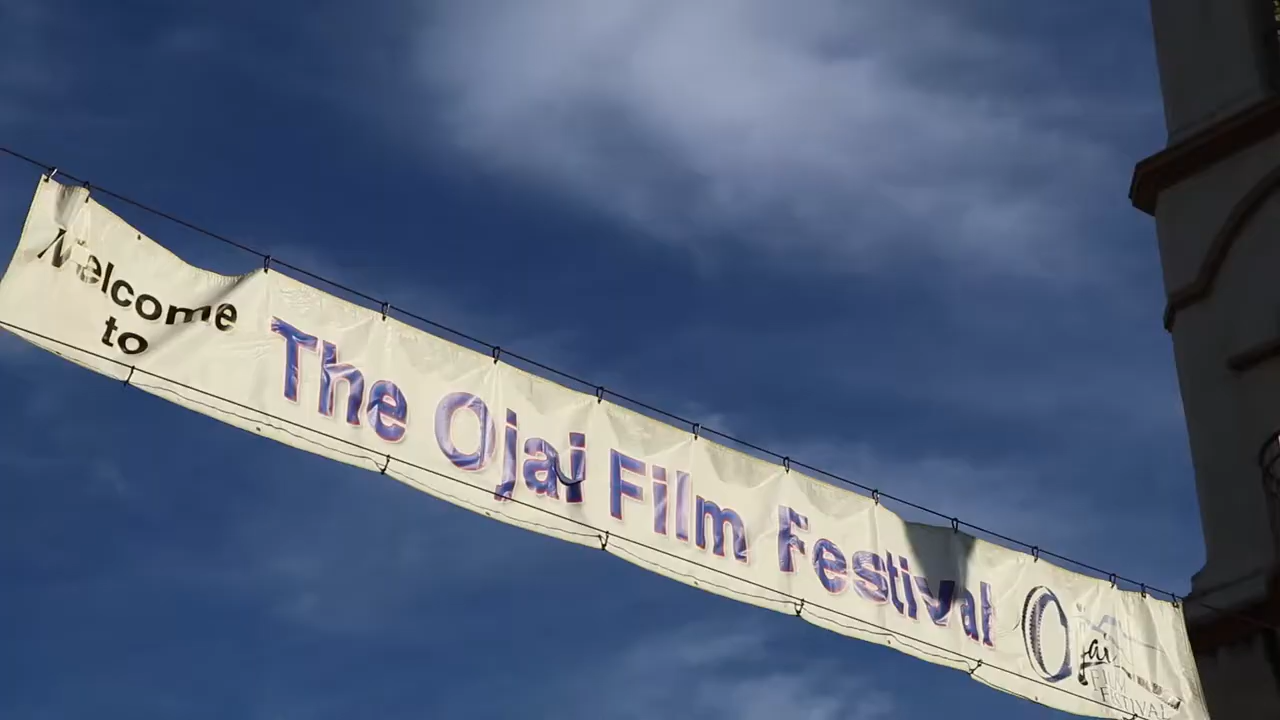 Welcome
to
The Ojai Film Festival
Ojai
FILM
FESTIVAL